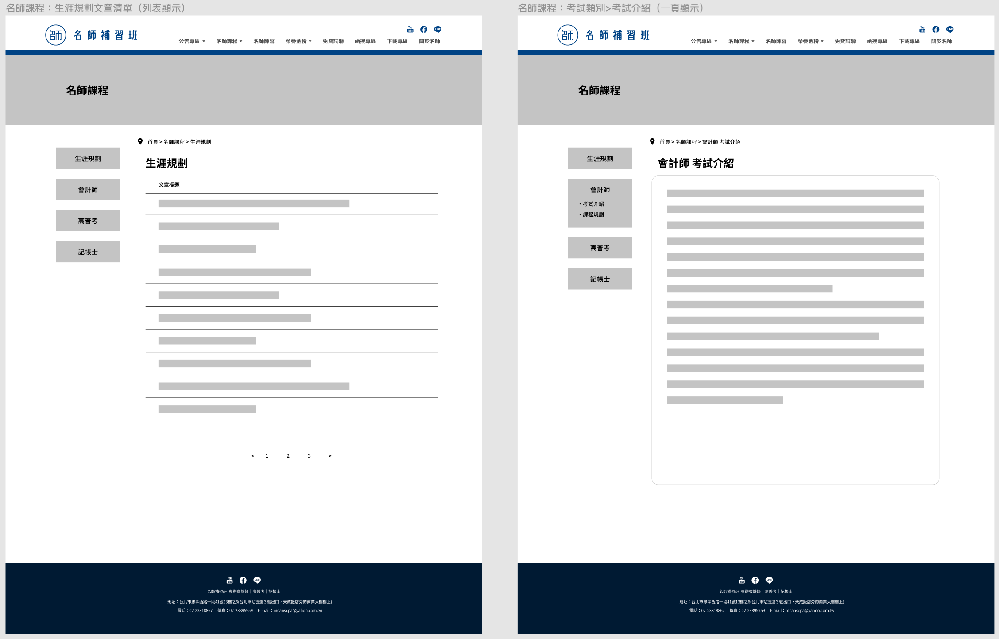 名師課程：生涯規劃文章清單（列表顯示）
師 名師補習班
You Tube LINE
公告專區 名師課程 名師陣容 榮譽金榜 免費試聽 函授專區 下載專區 關於名師
名師課程
首頁 > 名師課程 > 生涯規劃
生涯規劃
會計師
高普考
記帳士
生涯規劃
文章標題
< 1 2 3 >
You Tube LINE
名師補習班 專辦會計師｜高普考｜記帳士
班址：台北市忠孝西路一段41號13樓之6(台北車站捷運３號出口，天成飯店旁的商業大樓樓上)
電話：02-23818867 傳真：02-23895959 E-mail：meanscpa@yahoo.com.tw
名師課程：考試類別>考試介紹（一頁顯示）
師 名師補習班
You Tube LINE
公告專區 名師課程 名師陣容 榮譽金榜 免費試聽 函授專區 下載專區 關於名師
名師課程
首頁 > 名師課程 > 會計師 考試介紹
生涯規劃
會計師
・考試介紹
・課程規劃
高普考
記帳士
會計師 考試介紹
You Tube LINE
名師補習班 專辦會計師｜高普考｜記帳士
班址：台北市忠孝西路一段41號13樓之6(台北車站捷運３號出口，天成飯店旁的商業大樓樓上)
電話：02-23818867 傳真：02-23895959 E-mail：meanscpa@yahoo.com.tw